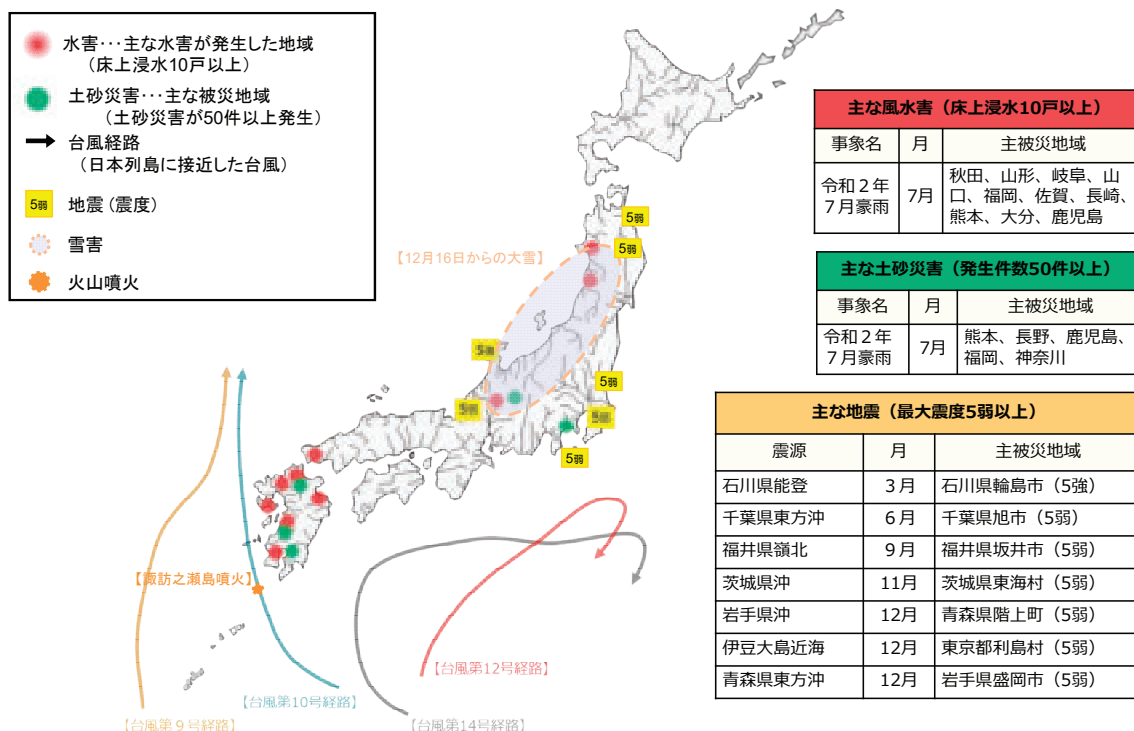 水害･･･主な水害が発生した地域
（床上浸水10戸以上）
土砂災害･･･主な被災地域
（土砂災害が50件以上発生）
台風経路
（日本列島に接近した台風）
5弱 地震（震度）
雪害
火山噴火
主な風水害（床上浸水10戸以上）
事象名 月 主被災地域
令和２年７月豪雨 7月 秋田、山形、岐阜、山口、福岡、佐賀、長崎、熊本、大分、鹿児島
主な土砂災害（発生件数50件以上）
事象名 月 主被災地域
令和２年７月豪雨 7月 熊本、長野、鹿児島、福岡、神奈川
主な地震（最大震度5弱以上）
震源 月 主被災地域
石川県能登 ３月 石川県輪島市（5強）
千葉県東方沖 ６月 千葉県旭市（5弱）
福井県嶺北 ９月 福井県坂井市（5弱）
茨城県沖 11月 茨城県東海村（5弱）
岩手県沖 12月 青森県階上町（5弱）
伊豆大島近海 12月 東京都利島村（5弱）
青森県東方沖 12月 岩手県盛岡市（5弱）
5弱
5弱
【12月16日からの大雪】
5弱
5弱
【諏訪之瀬島噴火】
【台風第12号経路】
【台風第10号経路】
【台風第９号経路】
【台風第14号経路】